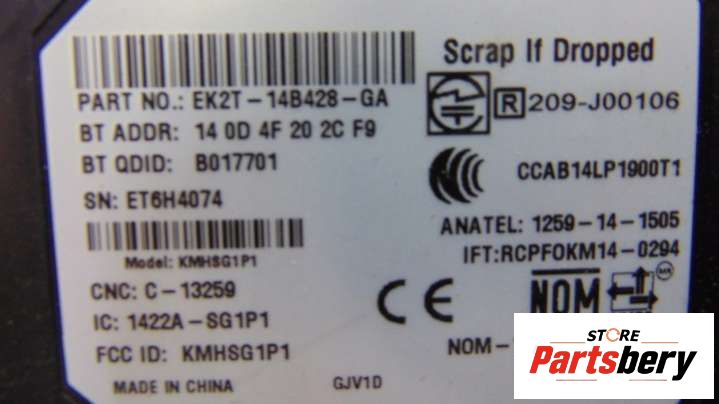 Scrap If Dropped
PART NO.: EK2T-14B428-GA
R 209-J00106
BT ADDR: 14 0D 4F 20 2C F9
BT QDID: B017701
CCAB14LP1900T1
SN: ET6H4074
ANATEL: 1259-14-1505
IFT:RCPFOKM14-0294
Model: KMHSG1P1
CNC: C-13259
CE
NOM
IC: 1422A-SG1P1
FCC ID: KMHSG1P1
NOM-
MADE IN CHINA
GJV1D
STORE
Partsbery